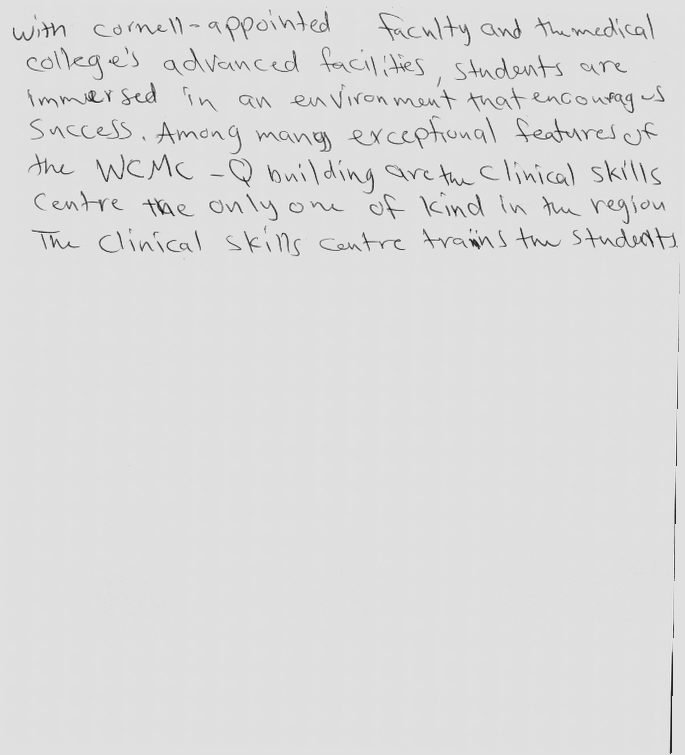 with cornell-appointed faculty and the medical
college's advanced facilities, students are
immersed in an environment that encourages
Success. Among many exceptional features of
the WCMC-Q building are the Clinical skills
Centre the only one of kind in the region
The Clinical skills centre trains the students